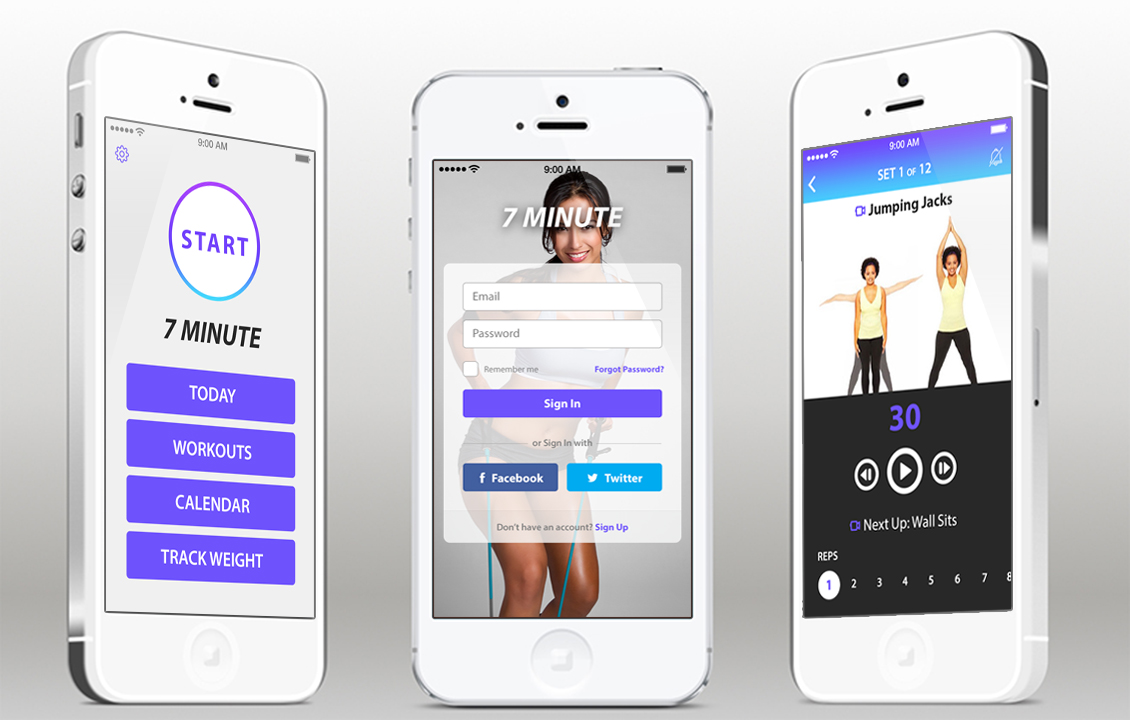 9:00 AM
START
7 MINUTE
TODAY
WORKOUTS
CALENDAR
TRACK WEIGHT
9:00 AM
7 MINUTE
Email
Password
Remember me Forgot Password?
Sign In
or Sign In with
f Facebook Twitter
Don't have an account? Sign Up
9:00 AM
SET 1 OF 12
Jumping Jacks
30
Next Up: Wall Sits
REPS
1 2 3 4 5 6 7 8